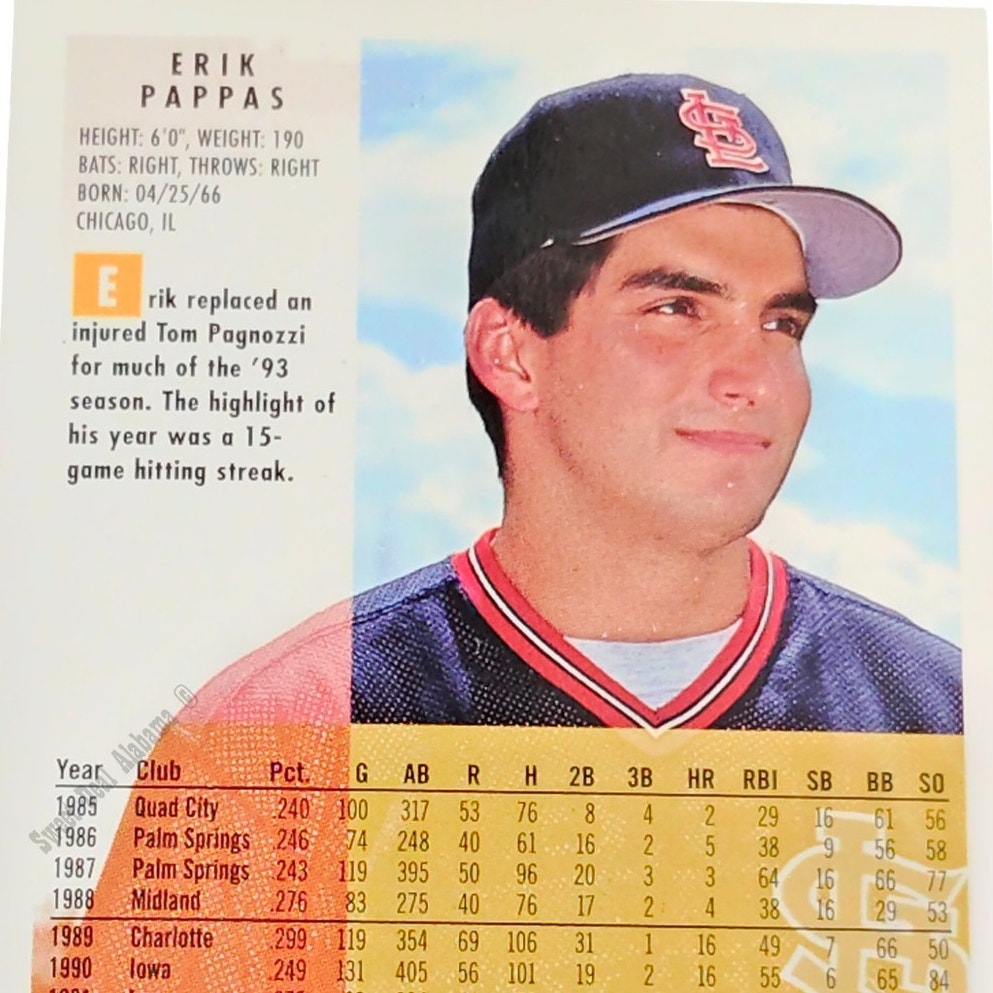 ERIK
PAPPAS
HEIGHT: 6'0", WEIGHT: 190
BATS: RIGHT, THROWS: RIGHT
BORN: 04/25/66
CHICAGO, IL
Erik replaced an
injured Tom Pagnozzi
for much of the '93
season. The highlight of
his year was a 15-
game hitting streak.
STL
Year Club Pct. G AB R H 2B 3B HR RBI SB BB SO
1985 Quad City .240 100 317 53 76 8 4 2 29 16 61 56
1986 Palm Springs .246 74 248 40 61 16 2 5 38 9 56 58
1987 Palm Springs .243 119 395 50 96 20 3 3 64 16 66 77
1988 Midland .276 83 275 40 76 17 2 4 38 16 29 53
1989 Charlotte .299 119 354 69 106 31 1 16 49 7 66 50
1990 Iowa .249 131 405 56 101 19 2 16 55 6 65 84
Alabama ©